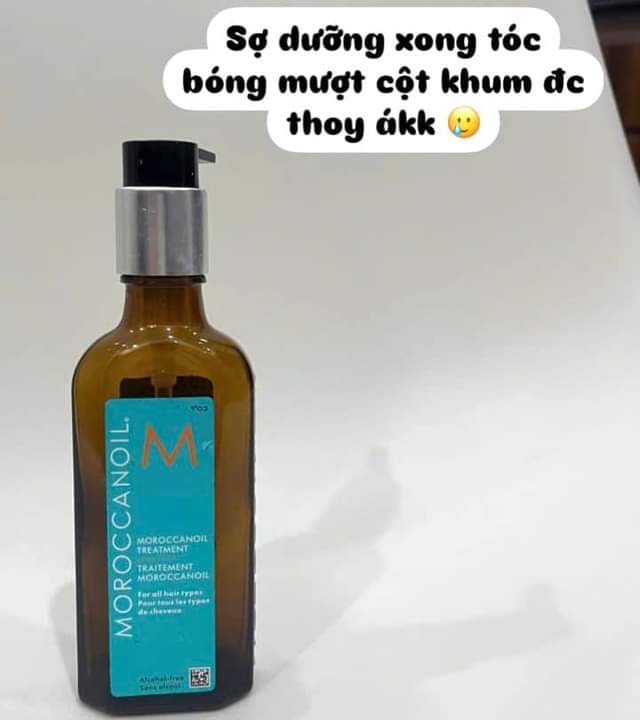 Sợ dưỡng xong tóc
bóng mượt cột khum đc
thoy ákk 🥲
MOROCCANOIL®
M
MOROCCANOIL
TREATMENT
TRAITEMENT
MOROCCANOIL
For all hair types
Pour tous les types
de cheveux
Alcohol-free
Sans alcool